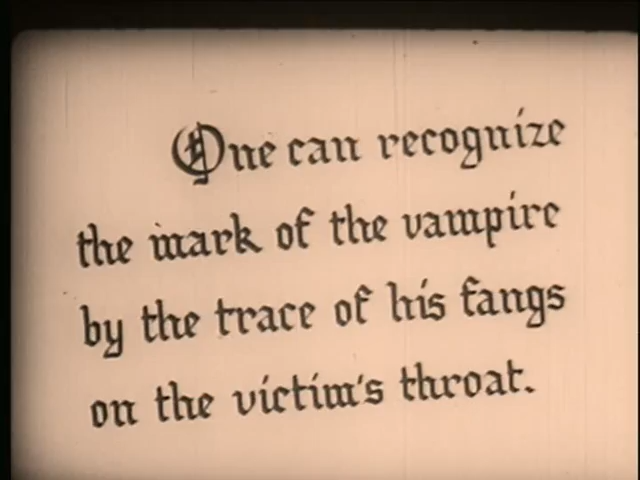 One can recognize
the mark of the vampire
by the trace of his fangs
on the victim's throat.